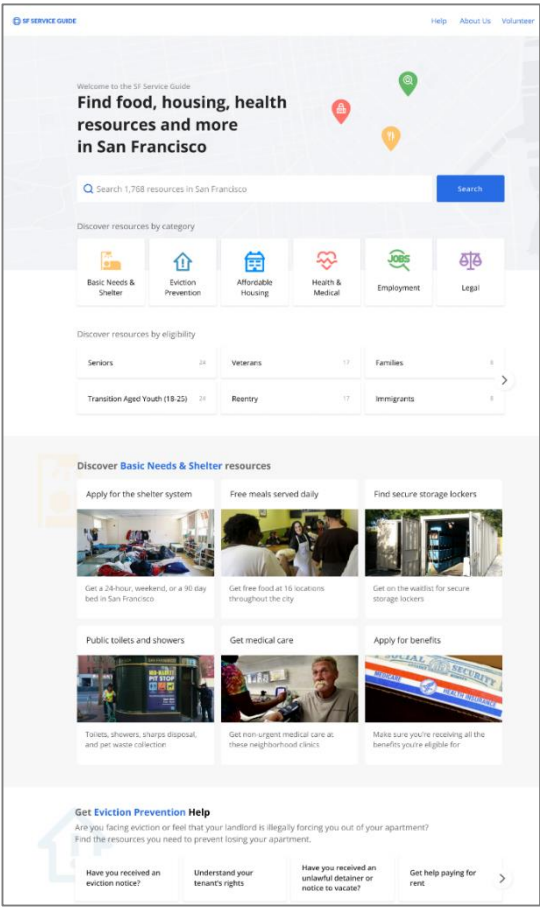 SF SERVICE GUIDE
Help About Us Volunteer
Welcome to the SF Service Guide
Find food, housing, health
resources and more
in San Francisco
Search 1,768 resources in San Francisco
Search
Discover resources by category
Basic Needs &
Shelter
Eviction
Prevention
Affordable
Housing
Health &
Medical
JOBS
Employment
Legal
Discover resources by eligibility
Seniors 24
Veterans 17
Families 6
Transition Aged Youth (18-25) 24
Reentry 17
Immigrants 8
Discover Basic Needs & Shelter resources
Apply for the shelter system
Get a 24-hour, weekend, or a 90 day
bed in San Francisco
Free meals served daily
Get free food at 16 locations
throughout the city
Find secure storage lockers
Get on the waitlist for secure
storage lockers
Public toilets and showers
PIT STOP
Toilets, showers, sharps disposal,
and pet waste collection
Get medical care
Get non-urgent medical care at
these neighborhood clinics
Apply for benefits
SOCIAL SECURITY
MEDICARE HEALTH INSURANCE
Make sure you're receiving all the
benefits you're eligible for
Get Eviction Prevention Help
Are you facing eviction or feel that your landlord is illegally forcing you out of your apartment?
Find the resources you need to prevent losing your apartment.
Have you received an
eviction notice?
Understand your
tenant's rights
Have you received an
unlawful detainer or
notice to vacate?
Get help paying for
rent